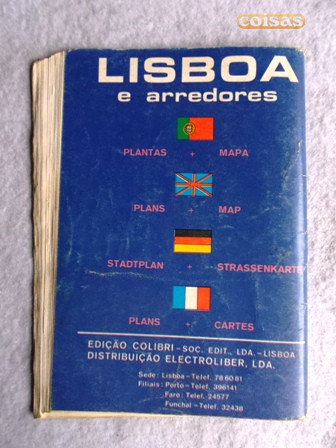 coisas
LISBOA
e arredores
PLANTAS + MAPA
PLANS + MAP
STADTPLAN + STRASSENKARTE
PLANS + CARTES
EDIÇÃO COLIBRI - SOC. EDIT., LDA. - LISBOA
DISTRIBUIÇÃO ELECTROLIBER, LDA.
Sede: Lisboa - Telef. 78 60 81
Filiais: Porto - Telef. 396141
Faro: Telef. 24577
Funchal - Telef. 32438